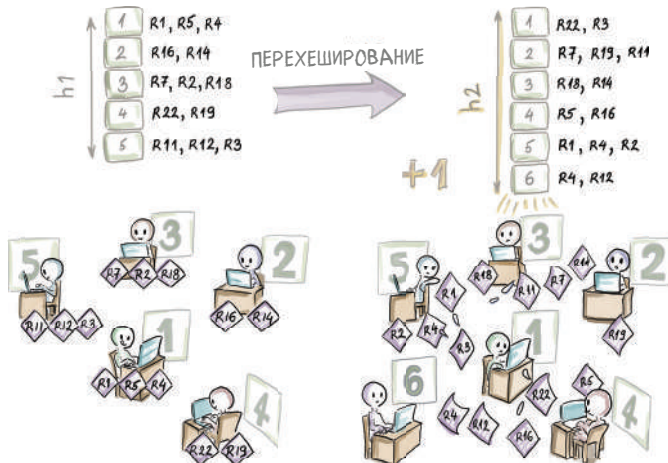 h1
1 R1, R5, R4
2 R16, R14
3 R7, R2, R18
4 R22, R19
5 R11, R12, R3
ПЕРЕХЕШИРОВАНИЕ
+1
h2
1 R22, R3
2 R7, R19, R11
3 R18, R14
4 R5, R16
5 R1, R4, R2
6 R4, R12
5
R11 R12 R3
3
R7 R2 R18
2
R16 R14
1
R1 R5 R4
4
R22 R19
5
R1
R2 R4
R3
3
R18 R11 R7 R11
2
R19
1
R22
R5
6
R4 R12 R16
4